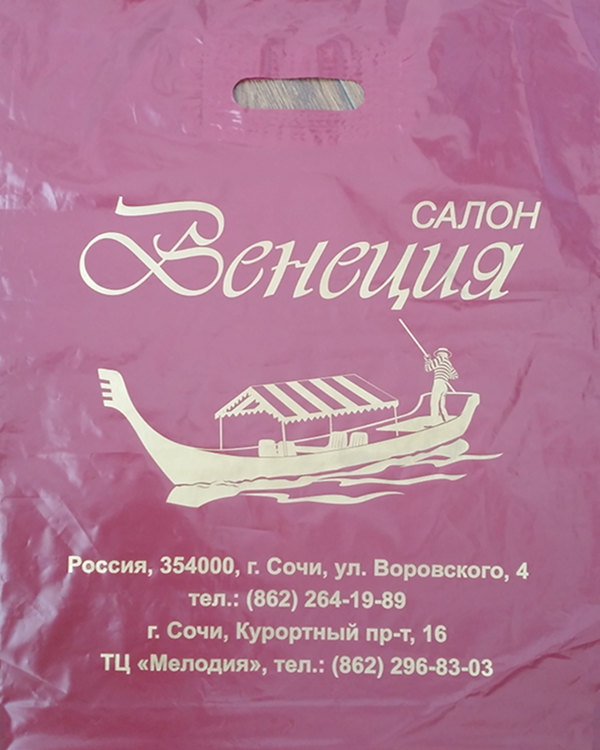 САЛОН
Венеция
Россия, 354000, г. Сочи, ул. Воровского, 4
тел.: (862) 264-19-89
г. Сочи, Курортный пр-т, 16
ТЦ «Мелодия», тел.: (862) 296-83-03